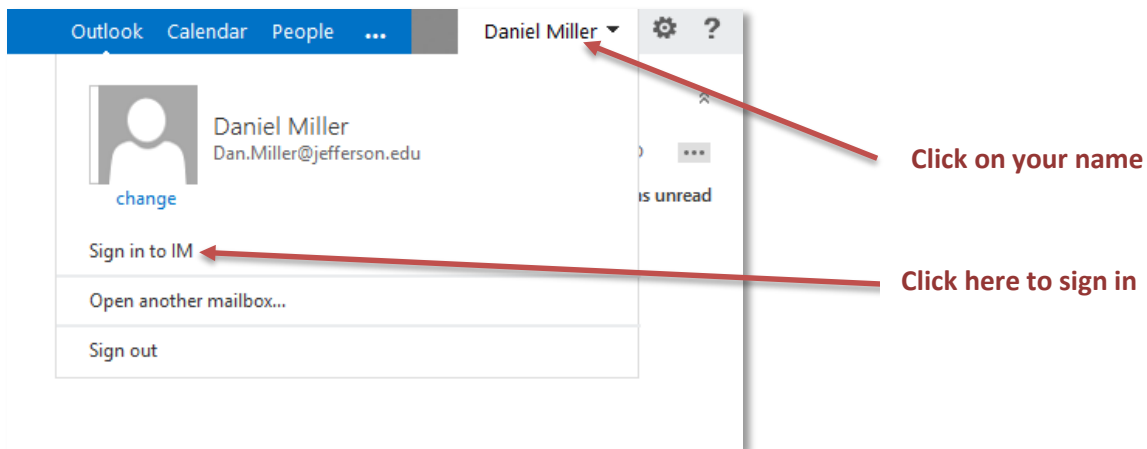 Outlook Calendar People ... Daniel Miller ?
Daniel Miller
Dan.Miller@jefferson.edu
...
Click on your name
change
as unread
Sign in to IM
Click here to sign in
Open another mailbox...
Sign out